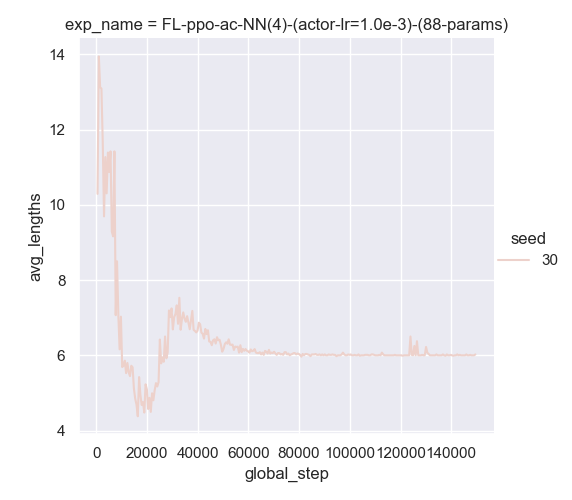 exp_name = FL-ppo-ac-NN(4)-(actor-lr=1.0e-3)-(88-params)
14
12
10
8
6
4
avg_lengths
seed
30
0 20000 40000 60000 80000 100000 120000 140000
global_step